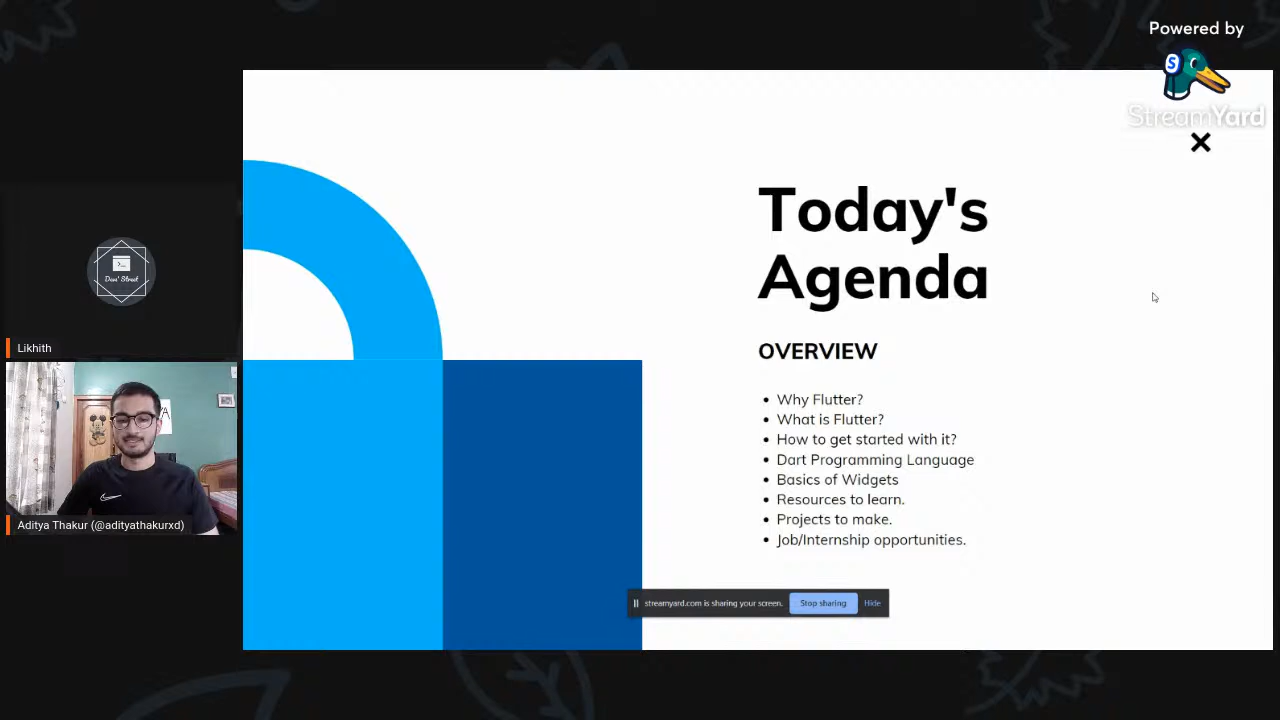 Powered by
StreamYard
Today's
Agenda
OVERVIEW
• Why Flutter?
• What is Flutter?
• How to get started with it?
• Dart Programming Language
• Basics of Widgets
• Resources to learn.
• Projects to make.
• Job/Internship opportunities.
Dev' Street
Likhith
Aditya Thakur (@adityathakurxd)
streamyard.com is sharing your screen.
Stop sharing
Hide